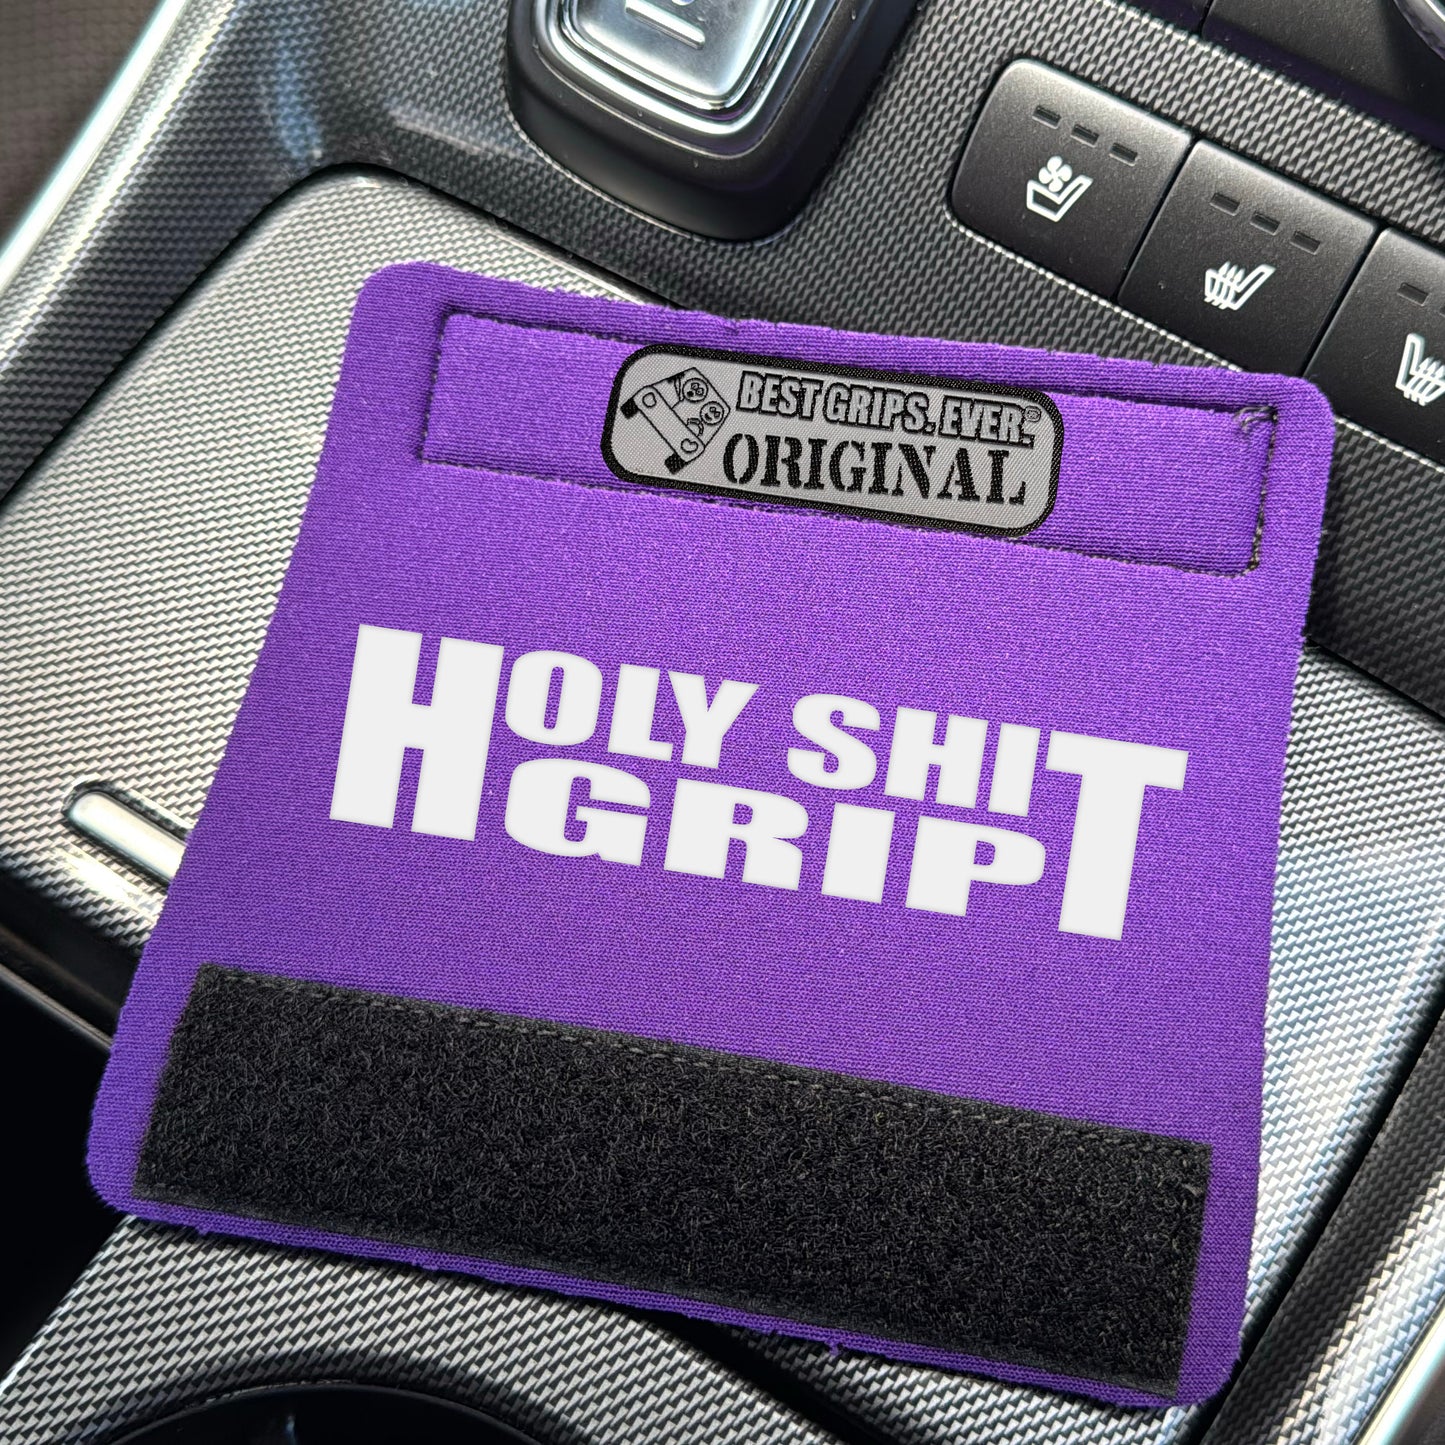 BEST GRIPS. EVER.®
ORIGINAL
HOLY SHIT
GRIP